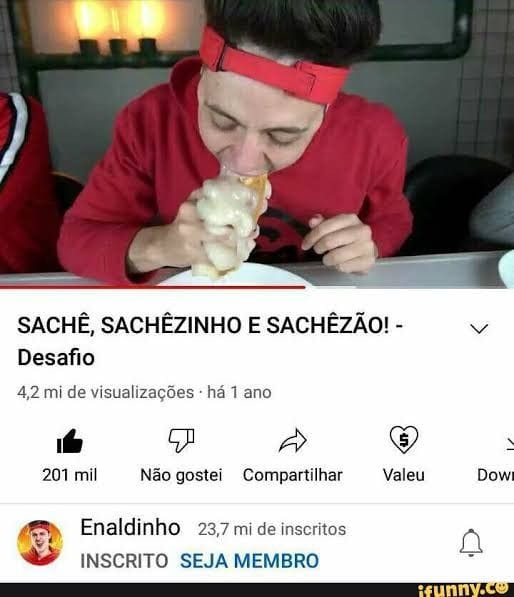 SACHÊ, SACHÊZINHO E SACHÊZÃO! -
Desafio
4,2 mi de visualizações · há 1 ano
201 mil Não gostei Compartilhar Valeu Dow
Enaldinho 23,7 mi de inscritos
INSCRITO SEJA MEMBRO
ifunny.co